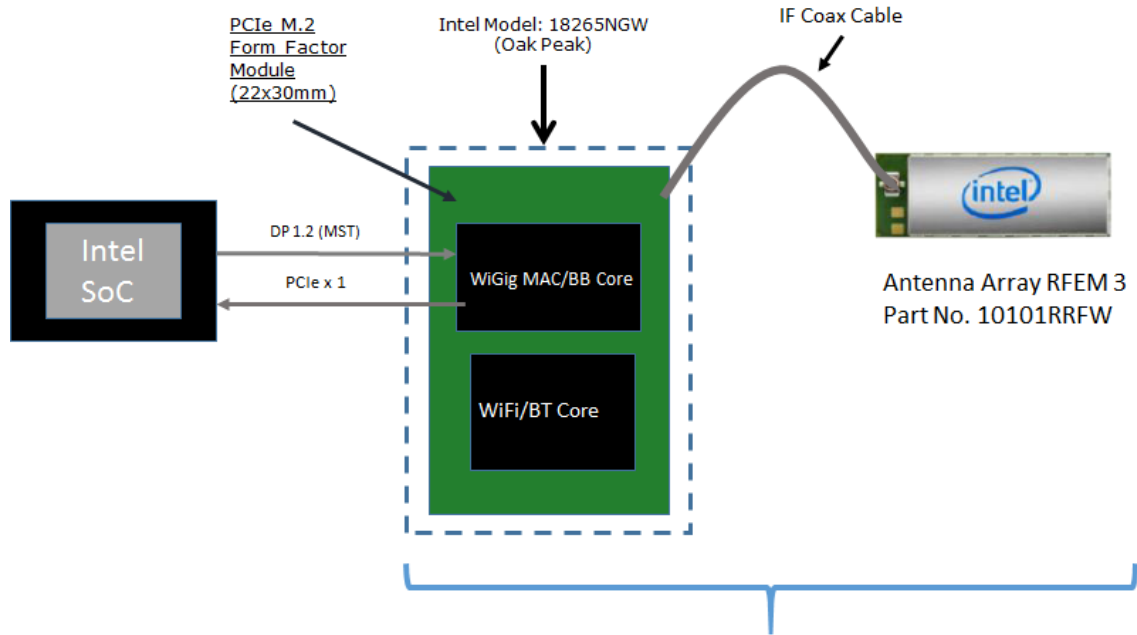 PCIe M.2
Form Factor
Module
(22x30mm)
Intel Model: 18265NGW
(Oak Peak)
IF Coax Cable
Intel
SoC
DP 1.2 (MST)
PCIe x 1
WiGig MAC/BB Core
WiFi/BT Core
intel
Antenna Array RFEM 3
Part No. 10101RRFW